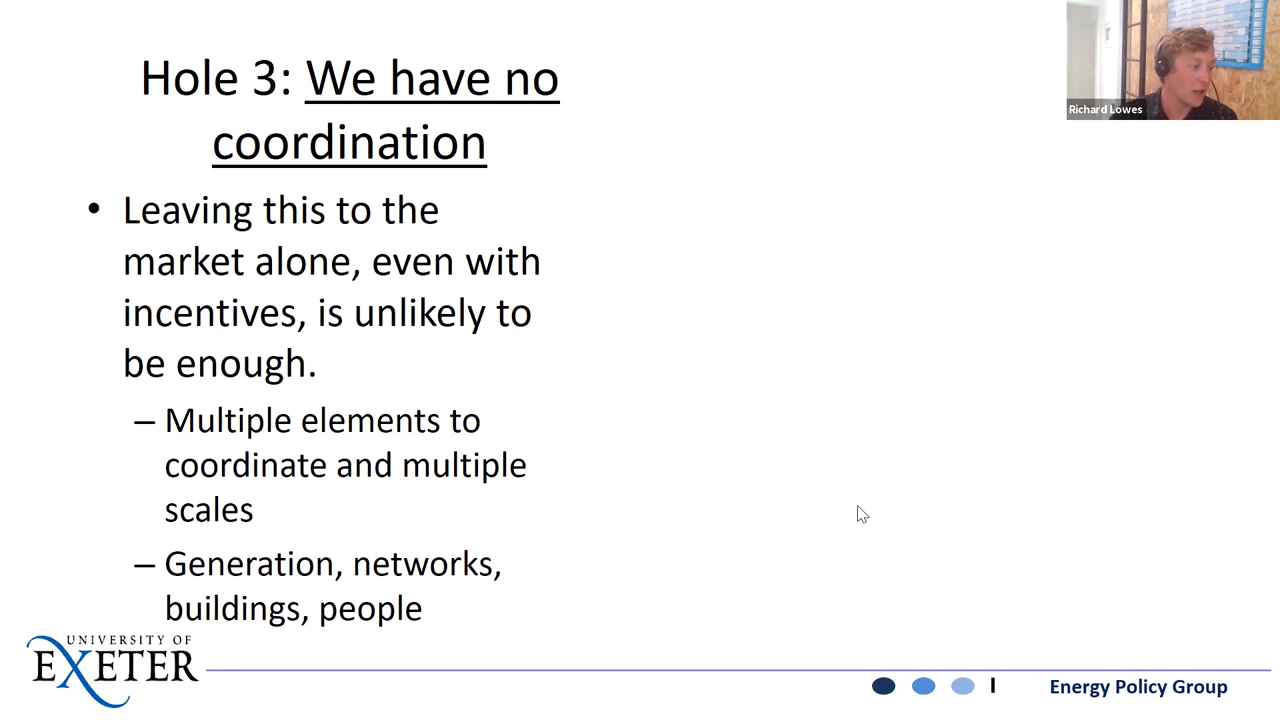 Hole 3: We have no
coordination
• Leaving this to the
market alone, even with
incentives, is unlikely to
be enough.
– Multiple elements to
coordinate and multiple
scales
– Generation, networks,
buildings, people
Richard Lowes
UNIVERSITY OF
EXETER
Energy Policy Group